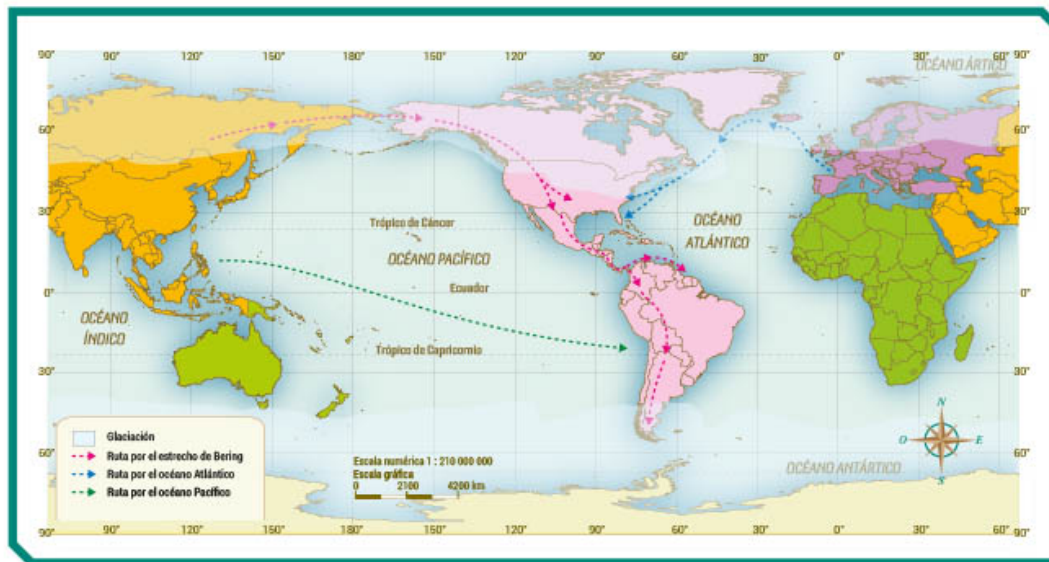 90° 120° 150° 180° 150° 120° 90° 60° 30° 0° 30° 60°
90° 90°
OCÉANO ÁRTICO
60° 60°
30° 30°
Trópico de Cáncer
OCÉANO
ATLÁNTICO
OCÉANO PACÍFICO
Ecuador
0° 0°
OCÉANO
ÍNDICO
Trópico de Capricornio
30° 30°
N
O E
S
Glaciación
Ruta por el estrecho de Bering
Ruta por el océano Atlántico
Ruta por el océano Pacífico
60° 60°
Escala numérica 1 : 210 000 000
Escala gráfica
0 2100 4200 km
OCÉANO ANTÁRTICO
90° 90°
90° 120° 150° 180° 150° 120° 90° 60° 30° 0° 30° 60°